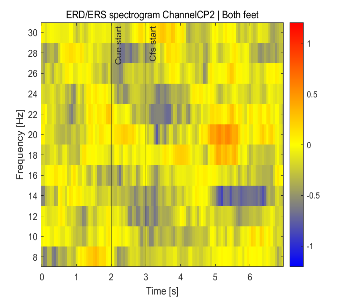 ERD/ERS spectrogram ChannelCP2 | Both feet
Cue start
Cfs start
Frequency [Hz]
30
28
26
24
22
20
18
16
14
12
10
8
0 1 2 3 4 5 6
Time [s]
1
0.5
0
-0.5
-1